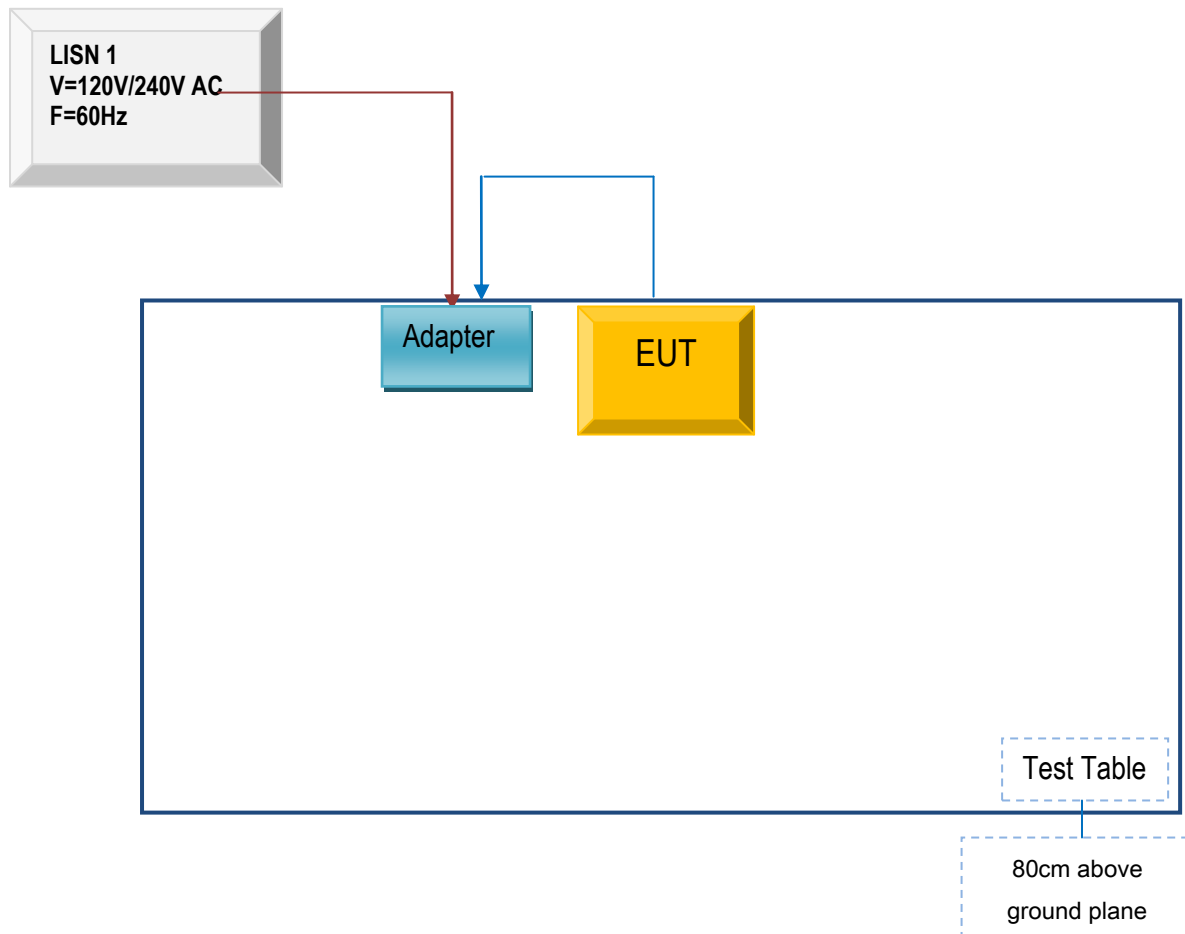 LISN 1
V=120V/240V AC
F=60Hz
Adapter
EUT
Test Table
80cm above
ground plane